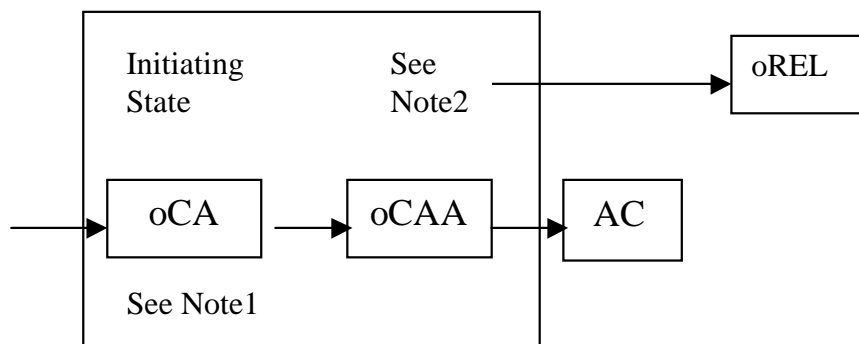 Initiating
State
See
Note2
oREL
oCA
oCAA
AC
See Note1